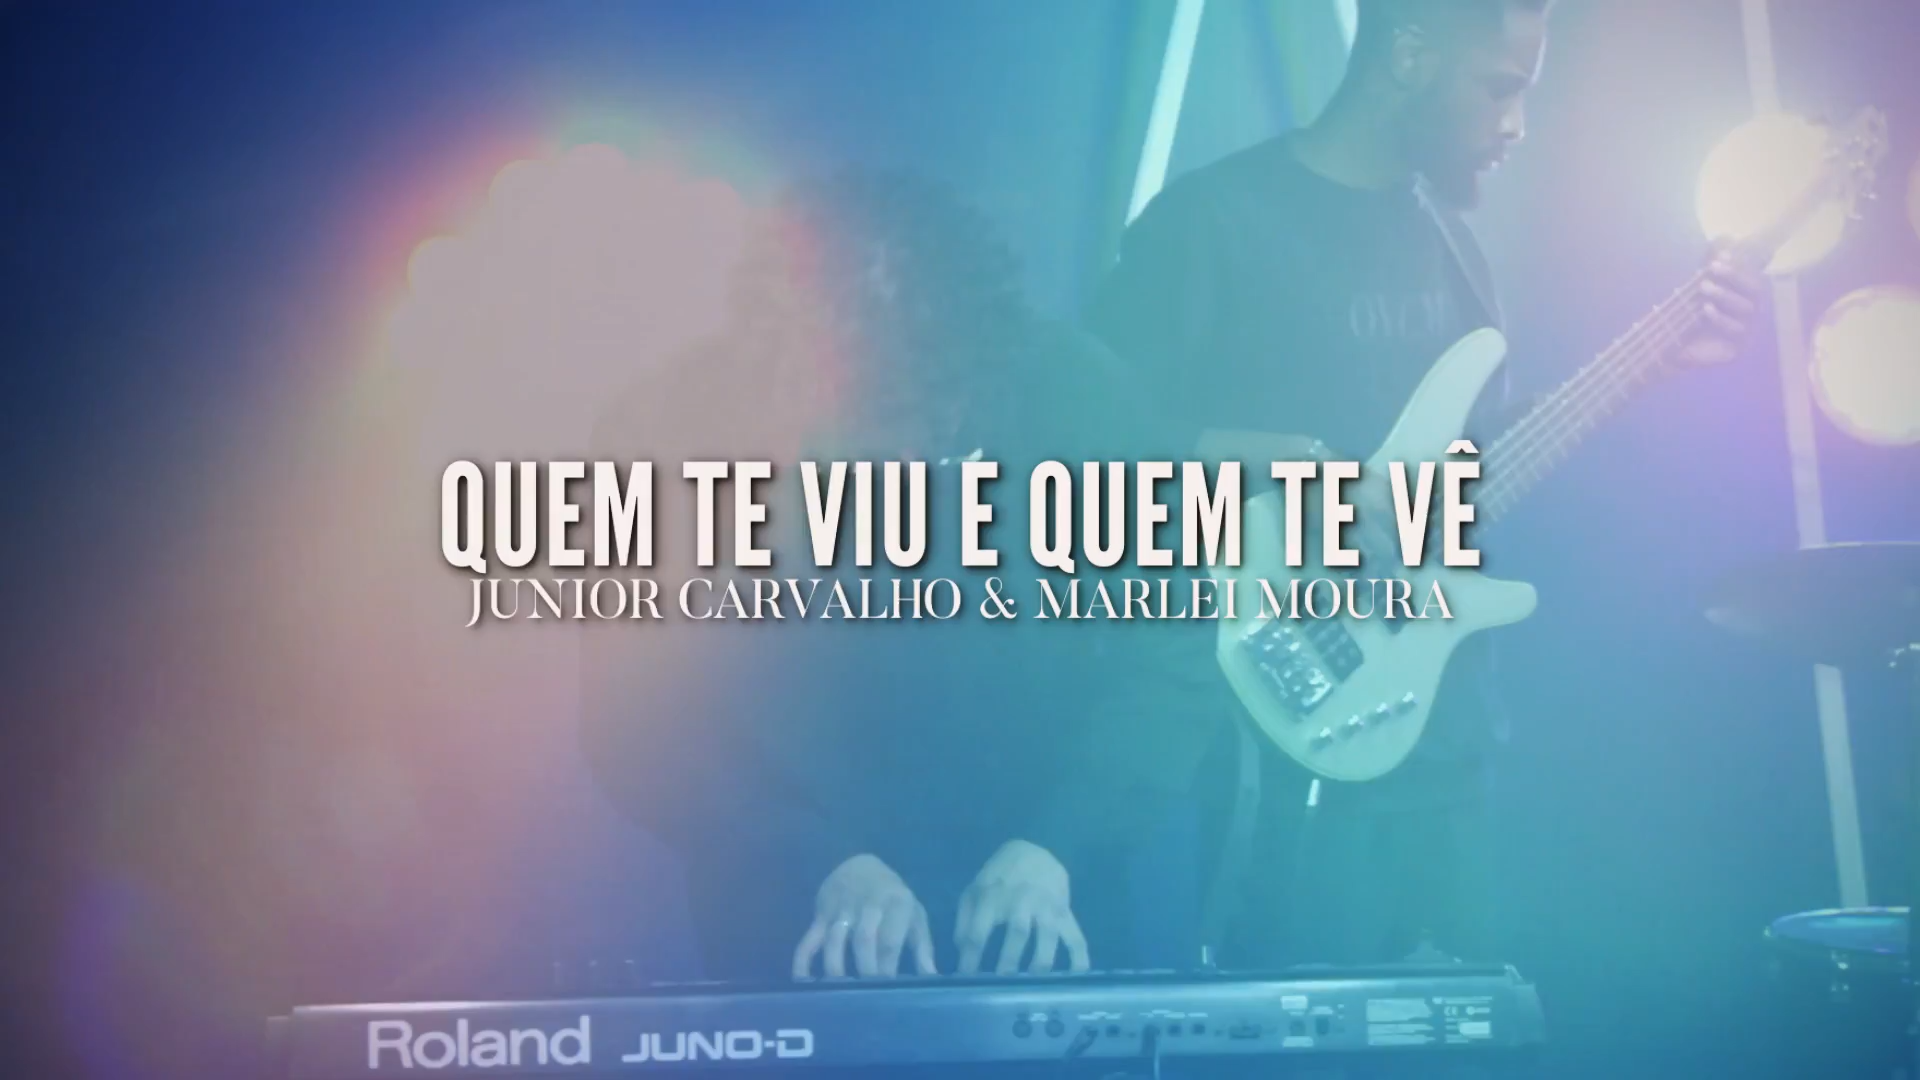 QUEM TE VIU E QUEM TE VÊ
JUNIOR CARVALHO & MARLEI MOURA
Roland JUNO-D